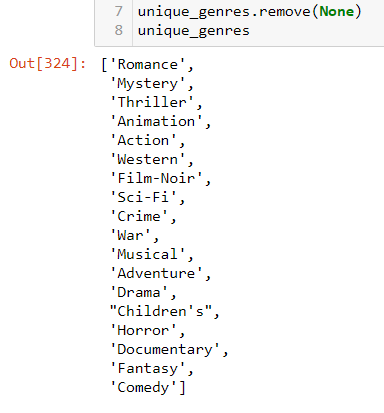 7 unique_genres.remove(None)
8 unique_genres
Out[324]: ['Romance',
'Mystery',
'Thriller',
'Animation',
'Action',
'Western',
'Film-Noir',
'Sci-Fi',
'Crime',
'War',
'Musical',
'Adventure',
'Drama',
"Children's",
'Horror',
'Documentary',
'Fantasy',
'Comedy']